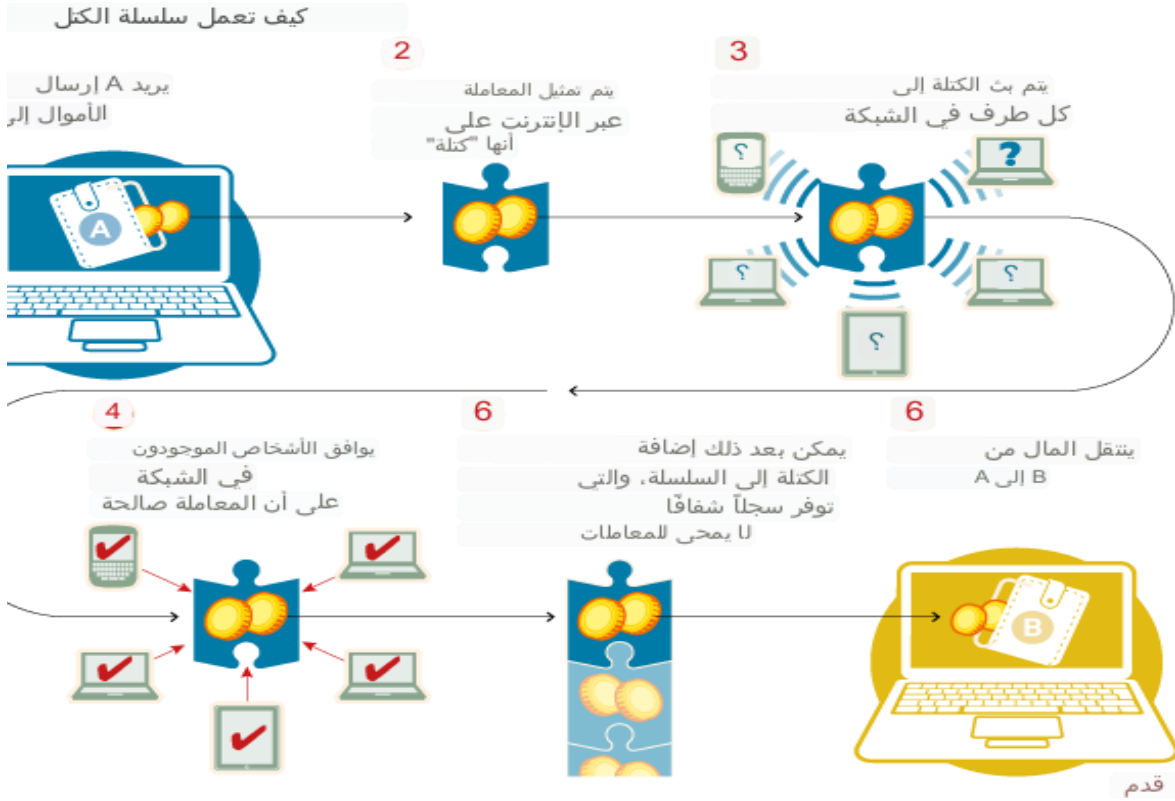 كيف تعمل سلسلة الكتل
يريد A إرسال
الأموال إلى
A
2
يتم تمثيل المعاملة
عبر الإنترنت على
أنها "كتلة"
3
يتم بث الكتلة إلى
كل طرف في الشبكة
؟
?
؟
؟
؟
4
يوافق الأشخاص الموجودون
في الشبكة
على أن المعاملة صالحة
6
يمكن بعد ذلك إضافة
الكتلة إلى السلسلة، والتي
توفر سجلاً شفافًا
لا يمحى للمعاملات
6
ينتقل المال من
A إلى B
B
قدم